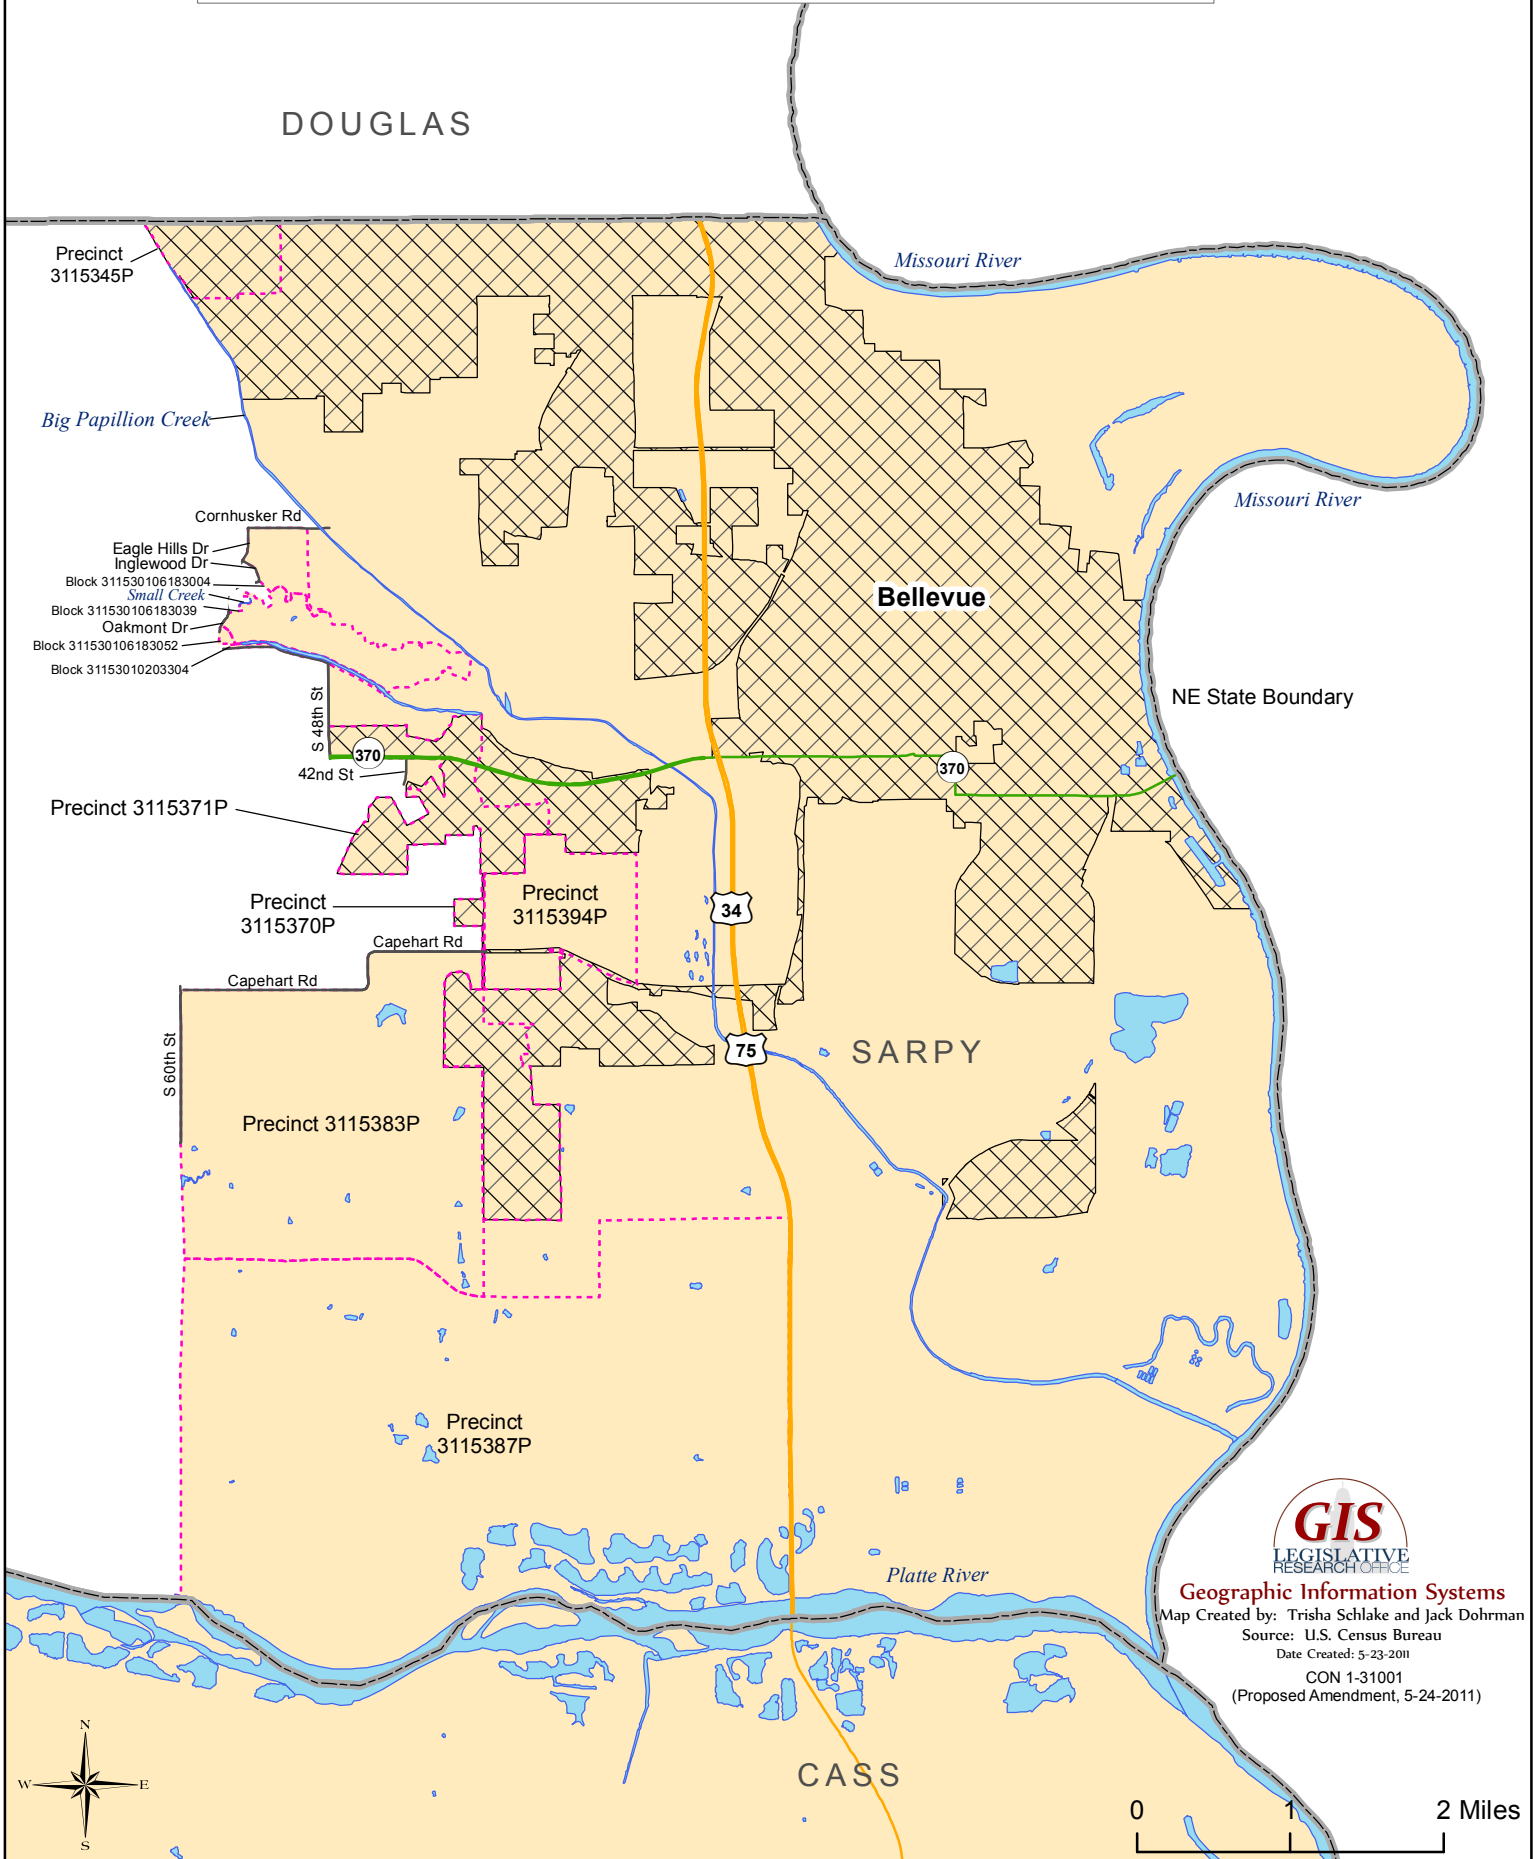 DOUGLAS
Precinct
3115345P
Missouri River
Big Papillion Creek
Missouri River
Cornhusker Rd
Eagle Hills Dr
Inglewood Dr
Block 311530106183004
Small Creek
Block 311530106183039
Oakmont Dr
Block 311530106183052
Block 31153010203304
Bellevue
NE State Boundary
S 48th St
370
370
42nd St
Precinct 3115371P
Precinct
3115370P
Precinct
3115394P
34
Capehart Rd
Capehart Rd
S 60th St
75
SARPY
Precinct 3115383P
Precinct
3115387P
Platte River
GIS
LEGISLATIVE
RESEARCH OFFICE
Geographic Information Systems
Map Created by: Trisha Schlake and Jack Dohrman
Source: U.S. Census Bureau
Date Created: 5-23-2011
CON 1-31001
(Proposed Amendment, 5-24-2011)
N
W E
S
CASS
0 1 2 Miles